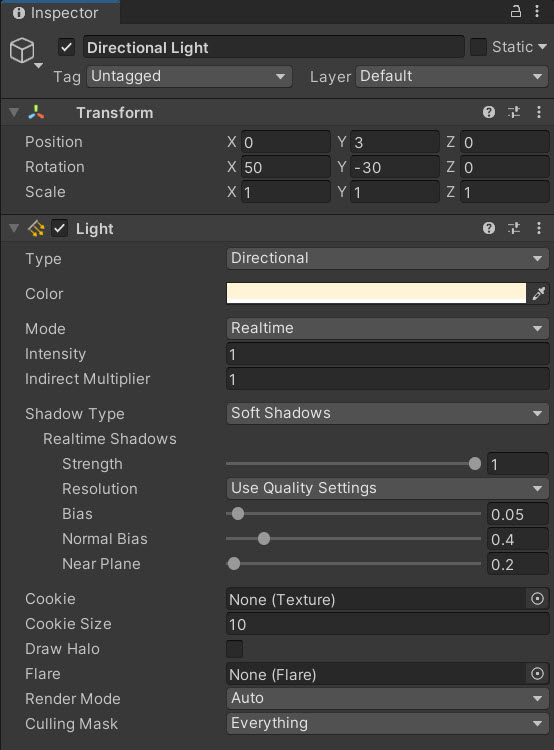 Inspector
Directional Light Static
Tag Untagged Layer Default
Transform
Position X 0 Y 3 Z 0
Rotation X 50 Y -30 Z 0
Scale X 1 Y 1 Z 1
Light
Type Directional
Color
Mode Realtime
Intensity 1
Indirect Multiplier 1
Shadow Type Soft Shadows
Realtime Shadows
Strength 1
Resolution Use Quality Settings
Bias 0.05
Normal Bias 0.4
Near Plane 0.2
Cookie None (Texture)
Cookie Size 10
Draw Halo
Flare None (Flare)
Render Mode Auto
Culling Mask Everything